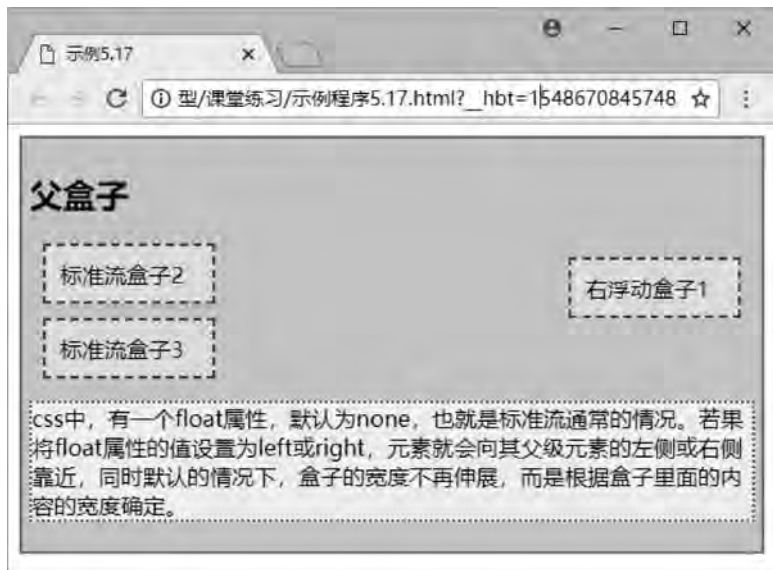 示例5.17
型/课堂练习/示例程序5.17.html?__hbt=1548670845748
父盒子
标准流盒子2
右浮动盒子1
标准流盒子3
css中，有一个float属性，默认为none，也就是标准流通常的情况。若果
将float属性的值设置为left或right，元素就会向其父级元素的左侧或右侧
靠近，同时默认的情况下，盒子的宽度不再伸展，而是根据盒子里面的内
容的宽度确定。